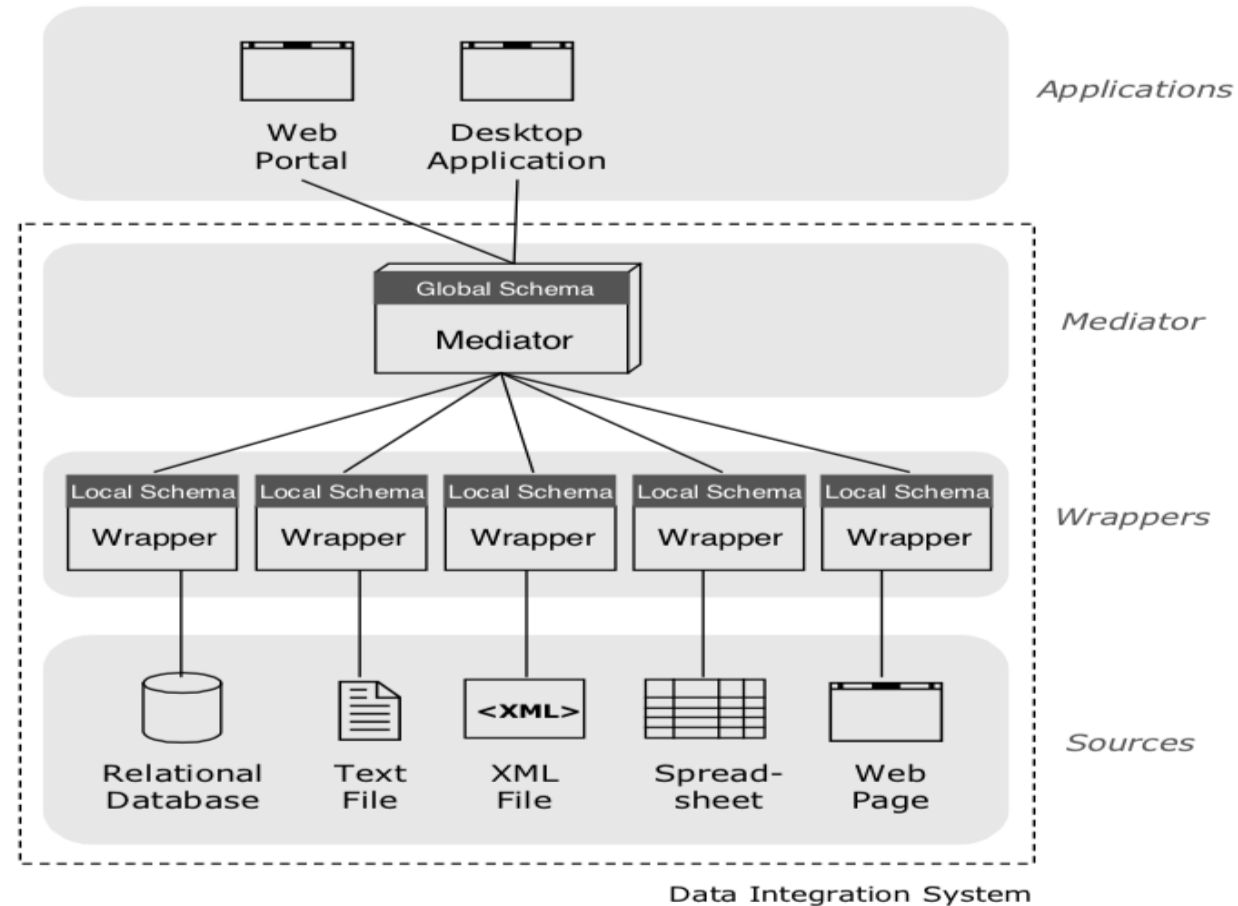 Applications
Web
Portal
Desktop
Application
Global Schema
Mediator
Mediator
Local Schema
Wrapper
Local Schema
Wrapper
Local Schema
Wrapper
Local Schema
Wrapper
Local Schema
Wrapper
Wrappers
<XML>
Relational
Database
Text
File
XML
File
Spread-
sheet
Web
Page
Sources
Data Integration System